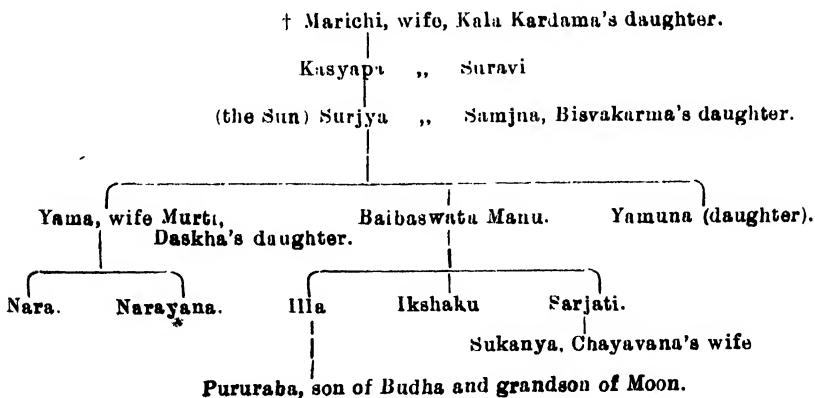 † Marichi, wife, Kala Kardama's daughter.
Kasyapa „ Suravi
(the Sun) Surjya „ Samjna, Bisvakarma's daughter.
Yama, wife Murti, Baibaswata Manu. Yamuna (daughter).
Daskha's daughter.
Nara. Narayana. Illa Ikshaku Sarjati.
*
Sukanya, Chayavana's wife
Pururaba, son of Budha and grandson of Moon.